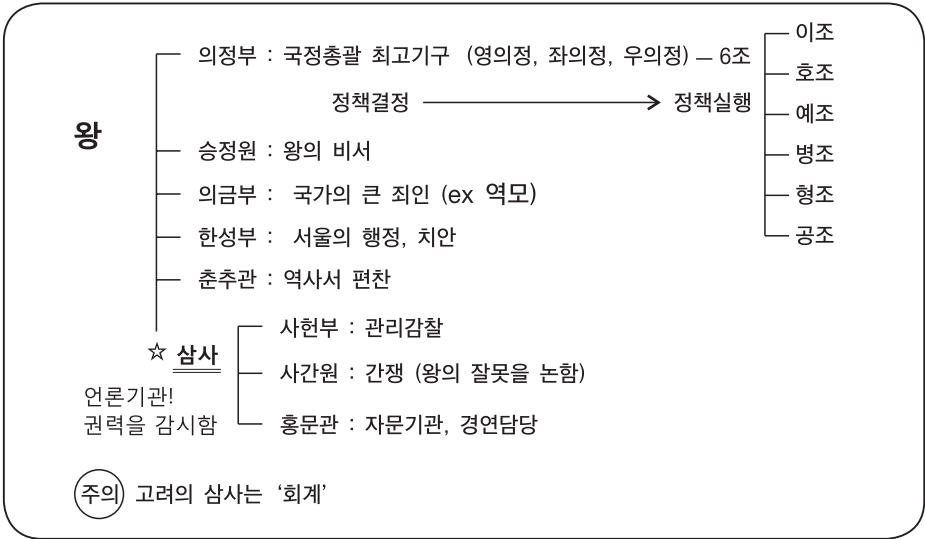 왕
의정부 : 국정총괄 최고기구 (영의정, 좌의정, 우의정) – 6조
정책결정 → 정책실행
이조
호조
예조
병조
형조
공조
승정원 : 왕의 비서
의금부 : 국가의 큰 죄인 (ex 역모)
한성부 : 서울의 행정, 치안
춘추관 : 역사서 편찬
☆ 삼사
언론기관!
권력을 감시함
사헌부 : 관리감찰
사간원 : 간쟁 (왕의 잘못을 논함)
홍문관 : 자문기관, 경연담당
주의 고려의 삼사는 ‘회계’